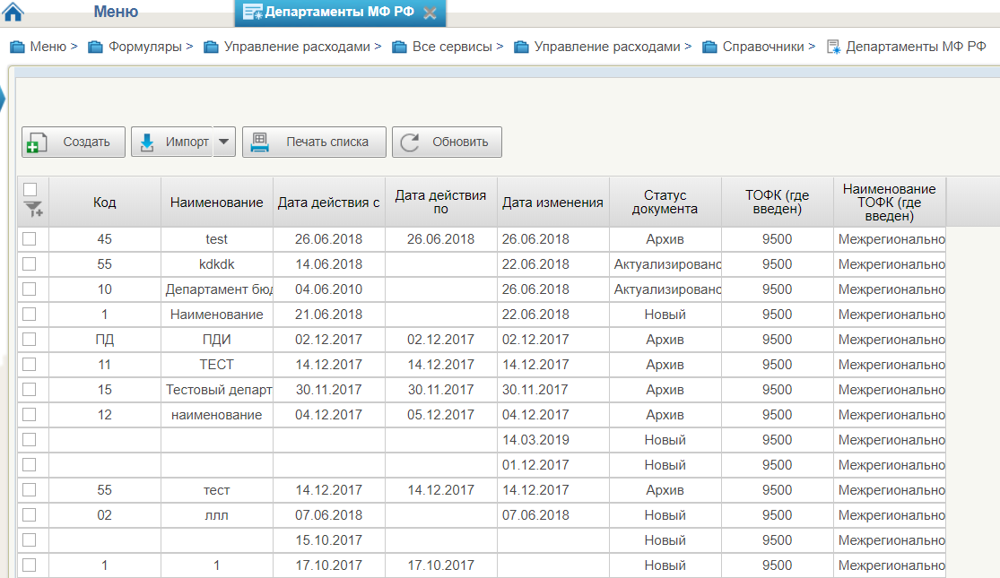 Меню
Департаменты МФ РФ
Меню > Формуляры > Управление расходами > Все сервисы > Управление расходами > Справочники > Департаменты МФ РФ
Создать Импорт Печать списка Обновить
Код Наименование Дата действия с Дата действия по Дата изменения Статус документа ТОФК (где введен) Наименование ТОФК (где введен)
45 test 26.06.2018 26.06.2018 26.06.2018 Архив 9500 Межрегионально
55 kdkdk 14.06.2018 22.06.2018 Актуализировано 9500 Межрегионально
10 Департамент бюд 04.06.2010 26.06.2018 Актуализировано 9500 Межрегионально
1 Наименование 21.06.2018 22.06.2018 Новый 9500 Межрегионально
ПД ПДИ 02.12.2017 02.12.2017 02.12.2017 Архив 9500 Межрегионально
11 ТЕСТ 14.12.2017 14.12.2017 14.12.2017 Архив 9500 Межрегионально
15 Тестовый департ 30.11.2017 30.11.2017 30.11.2017 Архив 9500 Межрегионально
12 наименование 04.12.2017 05.12.2017 04.12.2017 Архив 9500 Межрегионально
14.03.2019 Новый 9500 Межрегионально
01.12.2017 Новый 9500 Межрегионально
55 тест 14.12.2017 14.12.2017 14.12.2017 Архив 9500 Межрегионально
02 ллл 07.06.2018 07.06.2018 Новый 9500 Межрегионально
15.10.2017 Новый 9500 Межрегионально
1 1 17.10.2017 17.10.2017 Новый 9500 Межрегионально